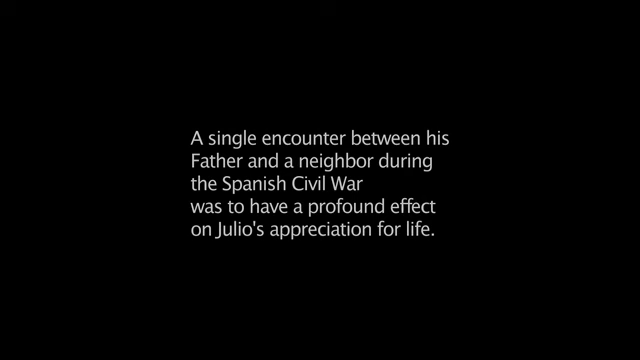 A single encounter between his
Father and a neighbor during
the Spanish Civil War
was to have a profound effect
on Julio's appreciation for life.